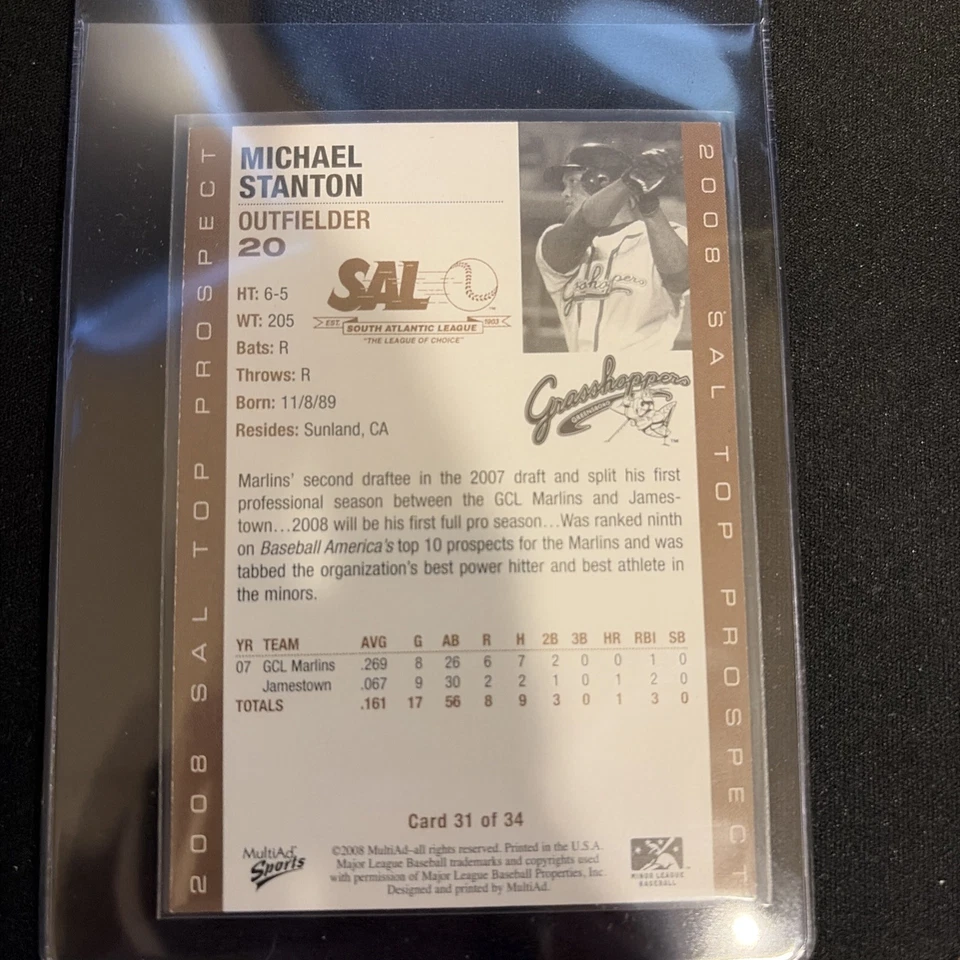 MICHAEL
STANTON
OUTFIELDER
20
HT: 6-5
WT: 205
Bats: R
Throws: R
Born: 11/8/89
Resides: Sunland, CA
SAL
EST. SOUTH ATLANTIC LEAGUE 1903
"THE LEAGUE OF CHOICE"
Grasshoppers
Grasshoppers
GREENSBORO
TM
Marlins' second draftee in the 2007 draft and split his first
professional season between the GCL Marlins and James-
town...2008 will be his first full pro season...Was ranked ninth
on Baseball America's top 10 prospects for the Marlins and was
tabbed the organization's best power hitter and best athlete in
the minors.
YR TEAM AVG G AB R H 2B 3B HR RBI SB
07 GCL Marlins .269 8 26 6 7 2 0 0 1 0
Jamestown .067 9 30 2 2 1 0 1 2 0
TOTALS .161 17 56 8 9 3 0 1 3 0
Card 31 of 34
MultiAd
Sports
©2008 MultiAd–all rights reserved. Printed in the U.S.A.
Major League Baseball trademarks and copyrights used
with permission of Major League Baseball Properties, Inc.
Designed and printed by MultiAd.
MINOR LEAGUE
BASEBALL
2008 SAL TOP PROSPECT
2008 SAL TOP PROSPECT